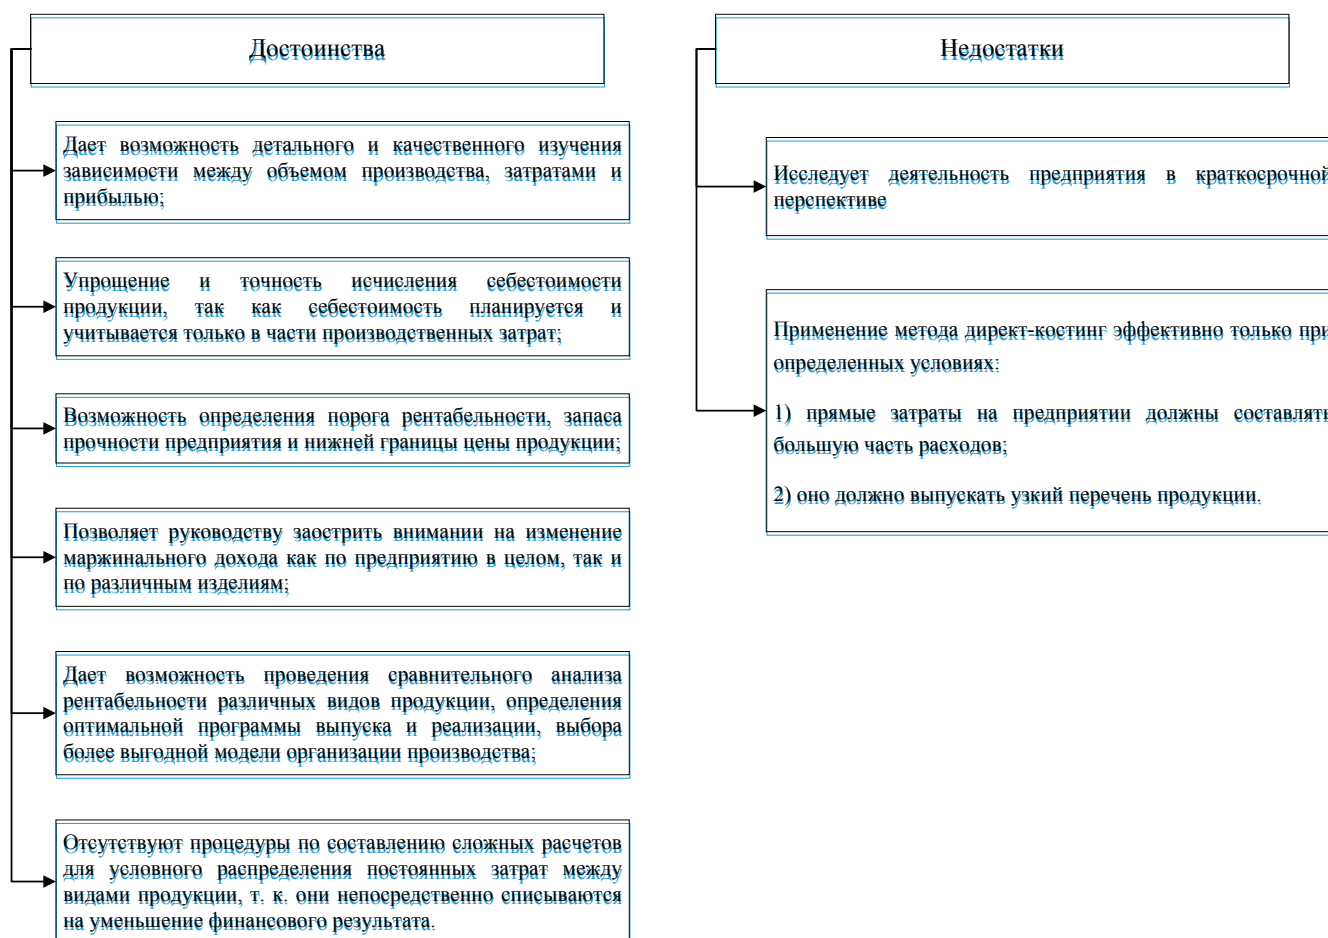 Достоинства
Дает возможность детального и качественного изучения
зависимости между объемом производства, затратами и
прибылью;
Упрощение и точность исчисления себестоимости
продукции, так как себестоимость планируется и
учитывается только в части производственных затрат;
Возможность определения порога рентабельности, запаса
прочности предприятия и нижней границы цены продукции;
Позволяет руководству заострить внимании на изменение
маржинального дохода как по предприятию в целом, так и
по различным изделиям;
Дает возможность проведения сравнительного анализа
рентабельности различных видов продукции, определения
оптимальной программы выпуска и реализации, выбора
более выгодной модели организации производства;
Отсутствуют процедуры по составлению сложных расчетов
для условного распределения постоянных затрат между
видами продукции, т. к. они непосредственно списываются
на уменьшение финансового результата.
Недостатки
Исследует деятельность предприятия в краткосрочной
перспективе
Применение метода директ-костинг эффективно только при
определенных условиях:
1) прямые затраты на предприятии должны составлять
большую часть расходов;
2) оно должно выпускать узкий перечень продукции.